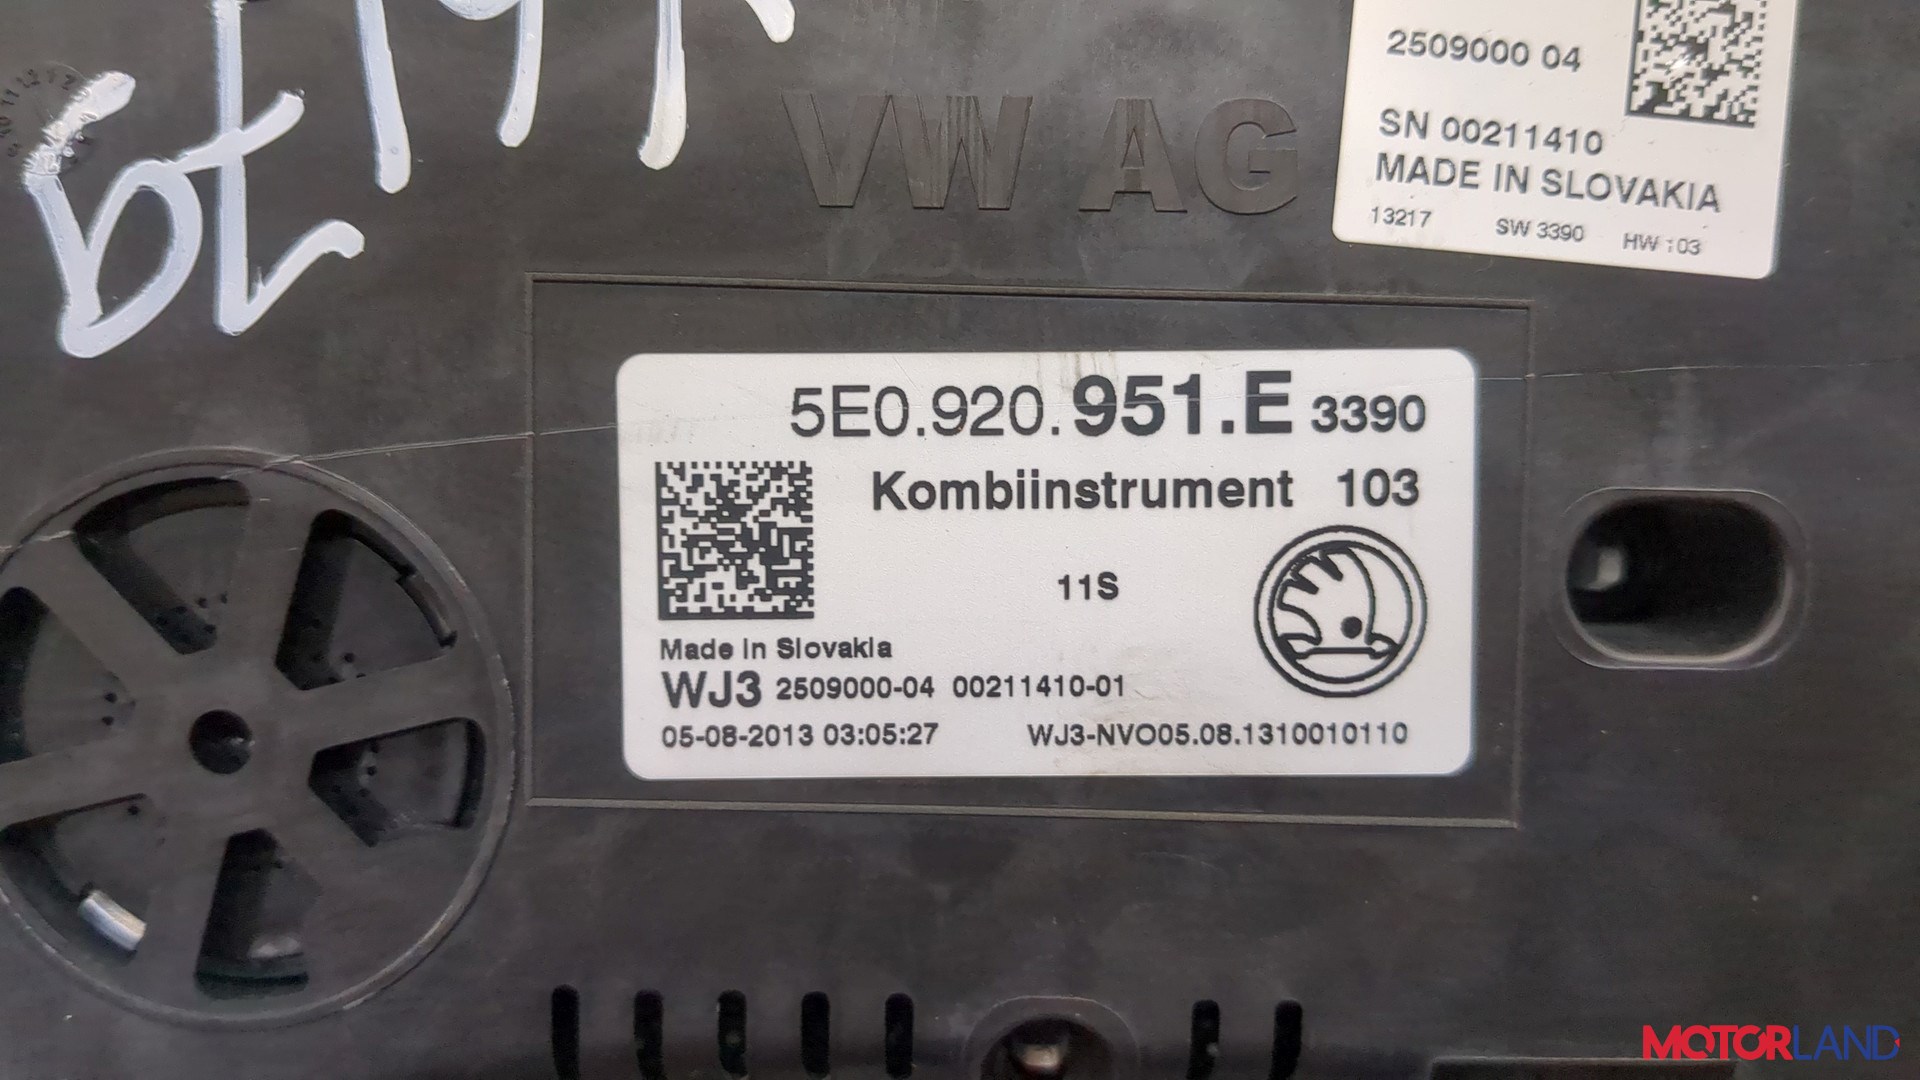 VW AG
2509000 04
SN 00211410
MADE IN SLOVAKIA
13217 SW 3390 HW 103
5E0.920.951.E 3390
Kombiinstrument 103
11S
Made in Slovakia
WJ3 2509000-04 00211410-01
05-08-2013 03:05:27 WJ3-NVO05.08.1310010110
MOTORLAND